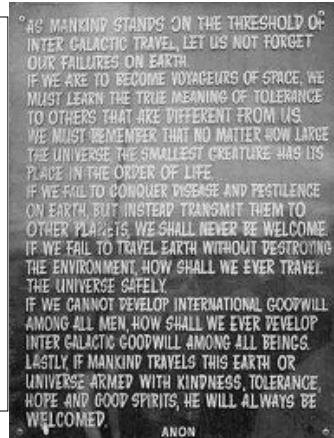 "AS MANKIND STANDS ON THE THRESHOLD OF
INTER GALACTIC TRAVEL, LET US NOT FORGET
OUR FAILURES ON EARTH.
IF WE ARE TO BECOME VOYAGEURS OF SPACE, WE
MUST LEARN THE TRUE MEANING OF TOLERANCE
TO OTHERS THAT ARE DIFFERENT FROM US.
WE MUST REMEMBER THAT NO MATTER HOW LARGE
THE UNIVERSE THE SMALLEST CREATURE HAS ITS
PLACE IN THE ORDER OF LIFE.
IF WE FAIL TO CONQUER DISEASE AND PESTILENCE
ON EARTH, BUT INSTEAD TRANSMIT THEM TO
OTHER PLANETS, WE SHALL NEVER BE WELCOME.
IF WE FAIL TO TRAVEL EARTH WITHOUT DESTROYING
THE ENVIRONMENT, HOW SHALL WE EVER TRAVEL
THE UNIVERSE SAFELY.
IF WE CANNOT DEVELOP INTERNATIONAL GOODWILL
AMONG ALL MEN, HOW SHALL WE EVER DEVELOP
INTER GALACTIC GOODWILL AMONG ALL BEINGS.
LASTLY, IF MANKIND TRAVELS THIS EARTH OR
UNIVERSE ARMED WITH KINDNESS, TOLERANCE,
HOPE AND GOOD SPIRITS, HE WILL ALWAYS BE
WELCOMED.
ANON